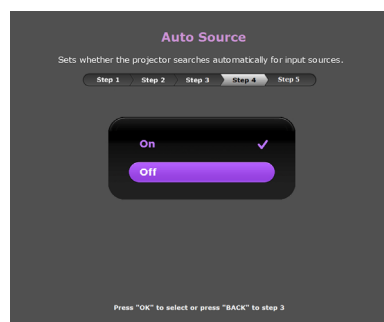 Auto Source
Sets whether the projector searches automatically for input sources.
Step 1 Step 2 Step 3 Step 4 Step 5
On
Off
Press "OK" to select or press "BACK" to step 3